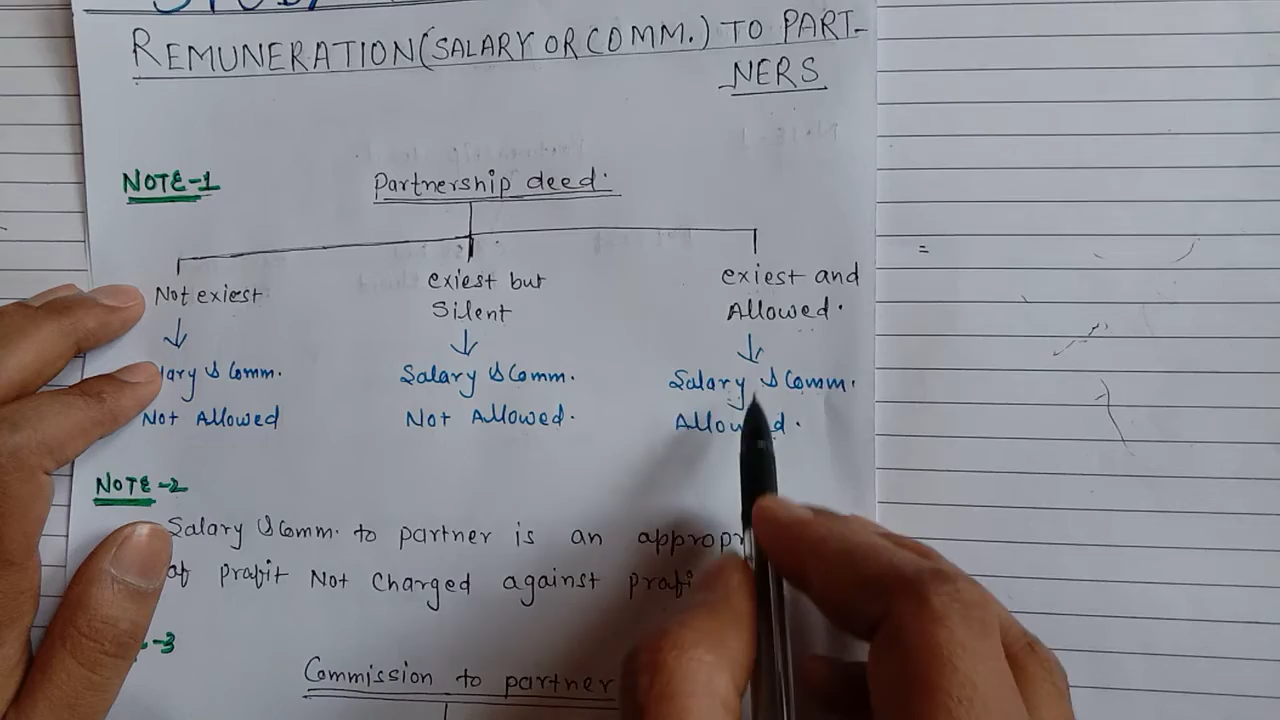 REMUNERATION (SALARY OR COMM.) TO PART-
NERS
NOTE-1
Partnership deed.
Not exiest
exiest but
Silent
exiest and
Allowed.
& Comm.
Not Allowed
Salary & Comm.
Not Allowed.
Salary & Comm.
NOTE-2
Salary & Comm. to partner is an
of profit Not Charged against
-3
Commission to partner